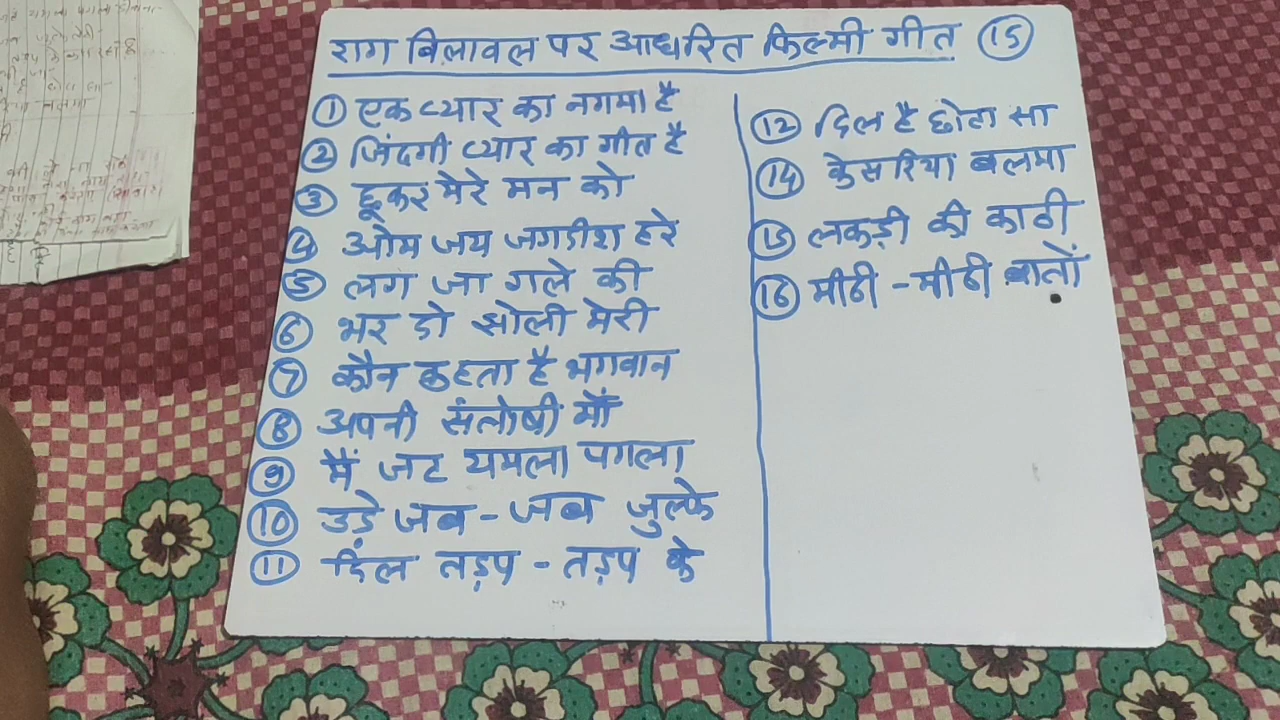 राग बिलावल पर आधरित फिल्मी गीत (15)
① एक प्यार का नगमा है
② जिंदगी प्यार का गीत है
③ छूकर मेरे मन को
④ ओम जय जगदीश हरे
⑤ लग जा गले की
⑥ भर दो झोली मेरी
⑦ कौन कहता है भगवान
⑧ अपनी संतोषी माँ
⑨ मैं जट यमला पगला
⑩ उड़े जब - जब जुल्फे
⑪ दिल तड़प - तड़प के
⑫ दिल है छोटा सा
⑭ केसरिया बलमा
⑮ लकड़ी की काठी
⑯ मीठी - मीठी बातों